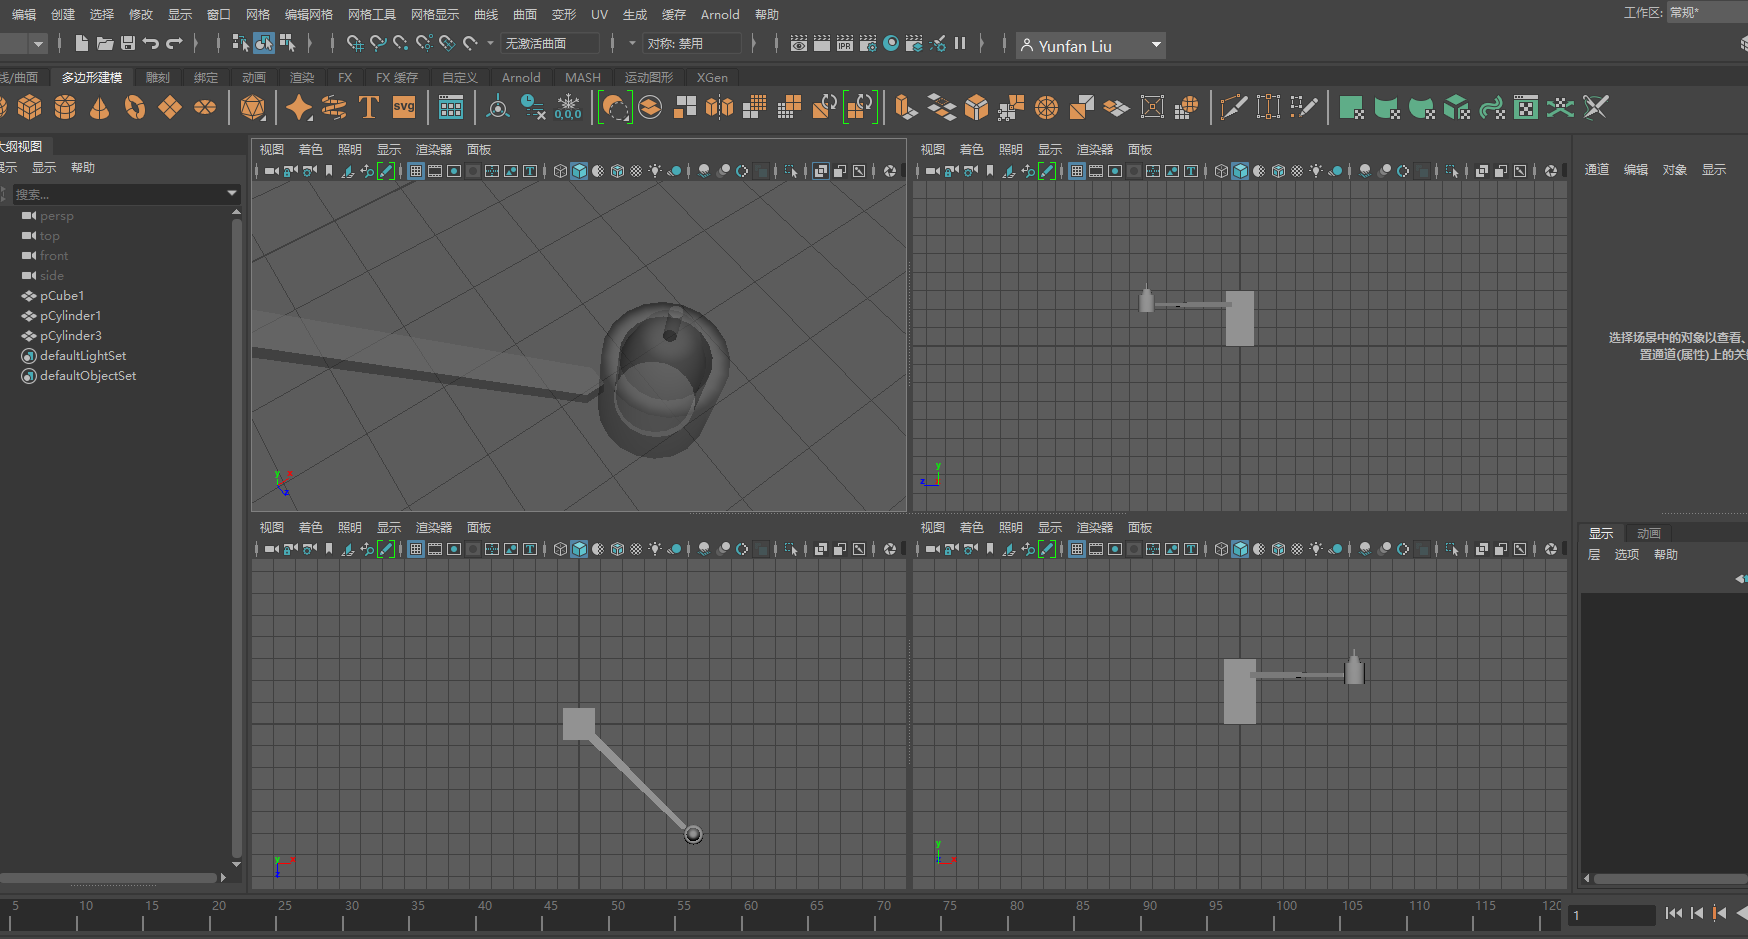 编辑 创建 选择 修改 显示 窗口 网格 编辑网格 网格工具 网格显示 曲线 曲面 变形 UV 生成 缓存 Arnold 帮助
工作区: 常规*
无激活曲面
对称: 禁用
IPR
Yunfan Liu
线/曲面 多边形建模 雕刻 绑定 动画 渲染 FX FX 缓存 自定义 Arnold MASH 运动图形 XGen
T svg 0,0,0
大纲视图
展示 显示 帮助
搜索...
persp
top
front
side
pCube1
pCylinder1
pCylinder3
defaultLightSet
defaultObjectSet
视图 着色 照明 显示 渲染器 面板
y x z
视图 着色 照明 显示 渲染器 面板
y z
视图 着色 照明 显示 渲染器 面板
y x z
视图 着色 照明 显示 渲染器 面板
y x
通道 编辑 对象 显示
选择场景中的对象以查看、
置通道(属性)上的关
显示 动画
层 选项 帮助
5 10 15 20 25 30 35 40 45 50 55 60 65 70 75 80 85 90 95 100 105 110 115 120
1